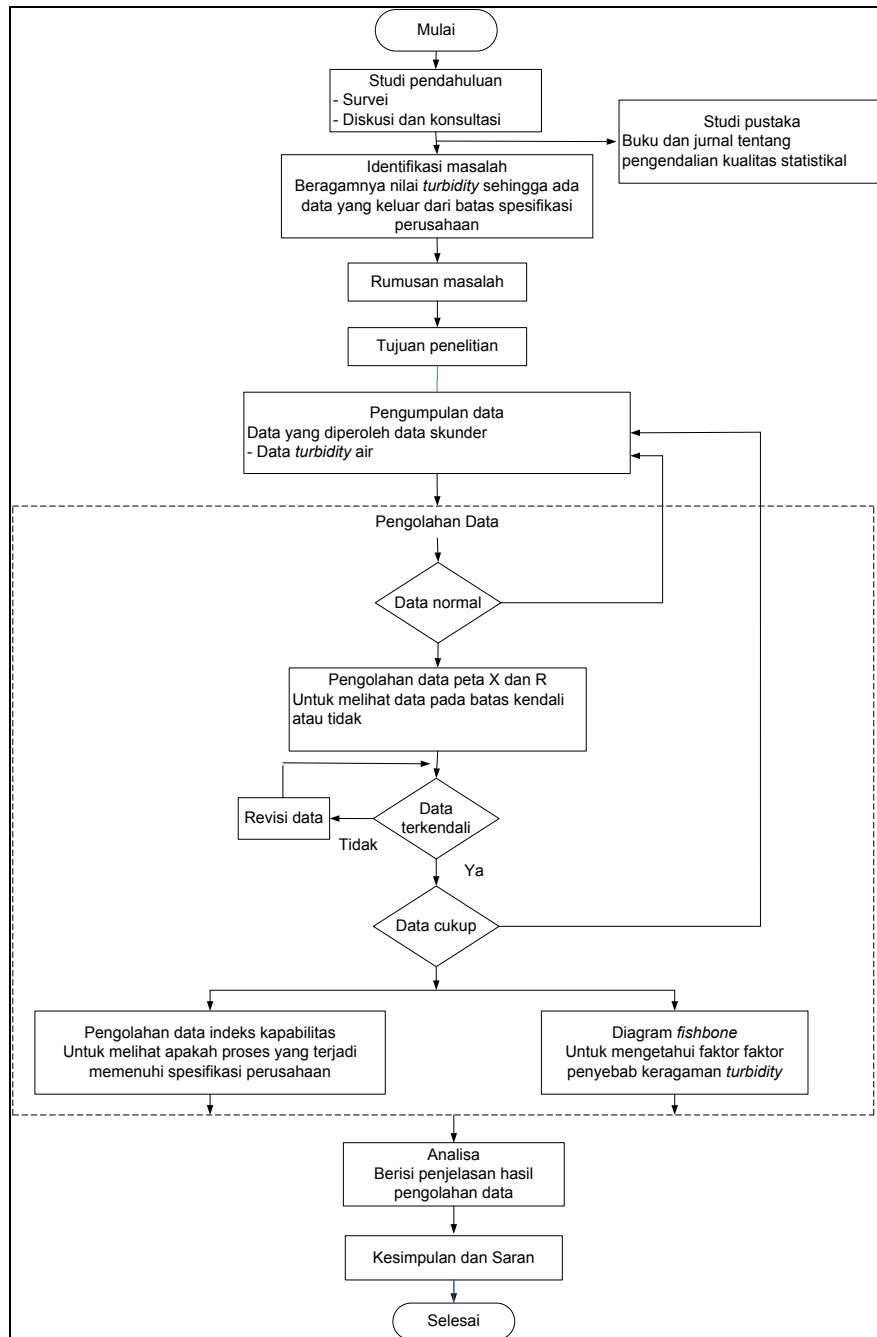 Mulai
Studi pendahuluan
- Survei
- Diskusi dan konsultasi
Studi pustaka
Buku dan jurnal tentang
pengendalian kualitas statistikal
Identifikasi masalah
Beragamnya nilai turbidity sehingga ada
data yang keluar dari batas spesifikasi
perusahaan
Rumusan masalah
Tujuan penelitian
Pengumpulan data
Data yang diperoleh data skunder
- Data turbidity air
Pengolahan Data
Data normal
Pengolahan data peta X dan R
Untuk melihat data pada batas kendali
atau tidak
Revisi data
Data
terkendali
Tidak
Ya
Data cukup
Pengolahan data indeks kapabilitas
Untuk melihat apakah proses yang terjadi
memenuhi spesifikasi perusahaan
Diagram fishbone
Untuk mengetahui faktor faktor
penyebab keragaman turbidity
Analisa
Berisi penjelasan hasil
pengolahan data
Kesimpulan dan Saran
Selesai